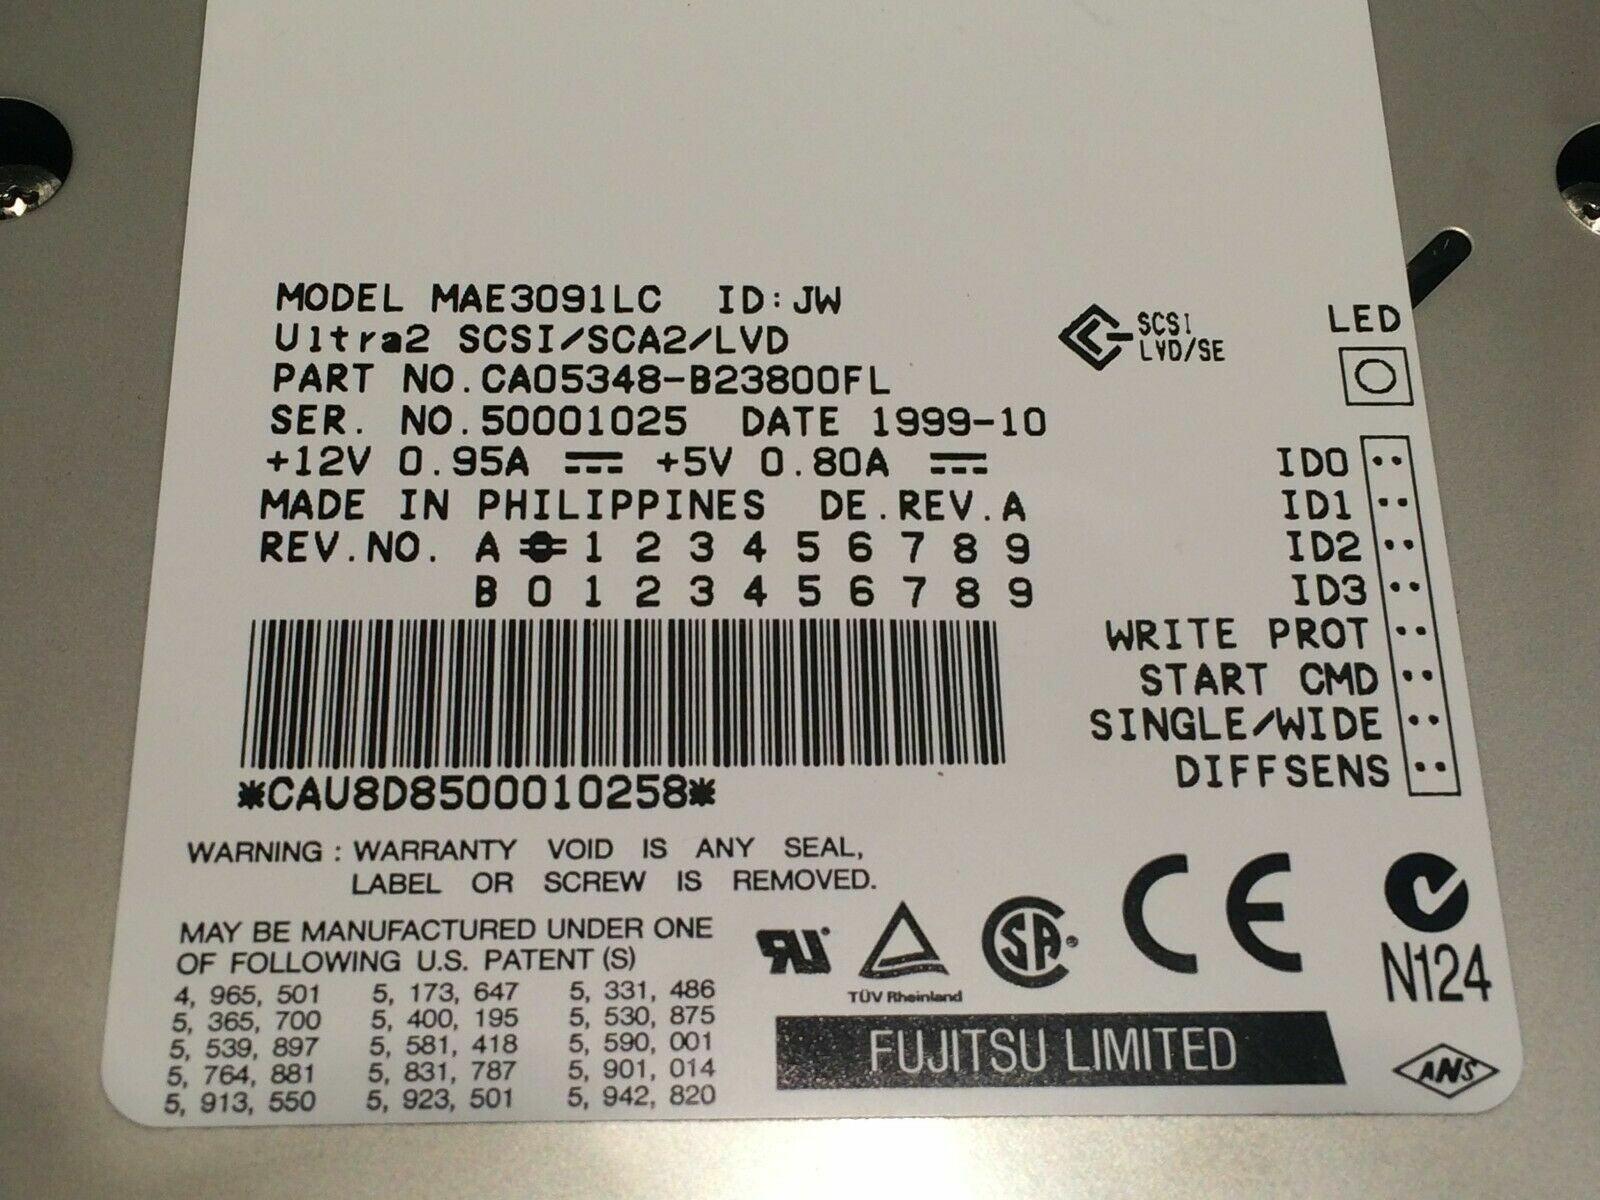 MODEL MAE3091LC ID:JW
Ultra2 SCSI/SCA2/LVD
PART NO.CA05348-B23800FL
SER. NO.50001025 DATE 1999-10
+12V 0.95A +5V 0.80A
MADE IN PHILIPPINES DE.REV.A
REV.NO. A 0 1 2 3 4 5 6 7 8 9
B 0 1 2 3 4 5 6 7 8 9
*CAU8D8500010258*
SCSI
LVD/SE
LED
ID0
ID1
ID2
ID3
WRITE PROT
START CMD
SINGLE/WIDE
DIFFSENS
WARNING : WARRANTY VOID IS ANY SEAL,
LABEL OR SCREW IS REMOVED.
MAY BE MANUFACTURED UNDER ONE
OF FOLLOWING U.S. PATENT (S)
4, 965, 501 5, 173, 647 5, 331, 486
5, 365, 700 5, 400, 195 5, 530, 875
5, 539, 897 5, 581, 418 5, 590, 001
5, 764, 881 5, 831, 787 5, 901, 014
5, 913, 550 5, 923, 501 5, 942, 820
RU
TÜV Rheinland
SA
CE
N124
FUJITSU LIMITED
ANS